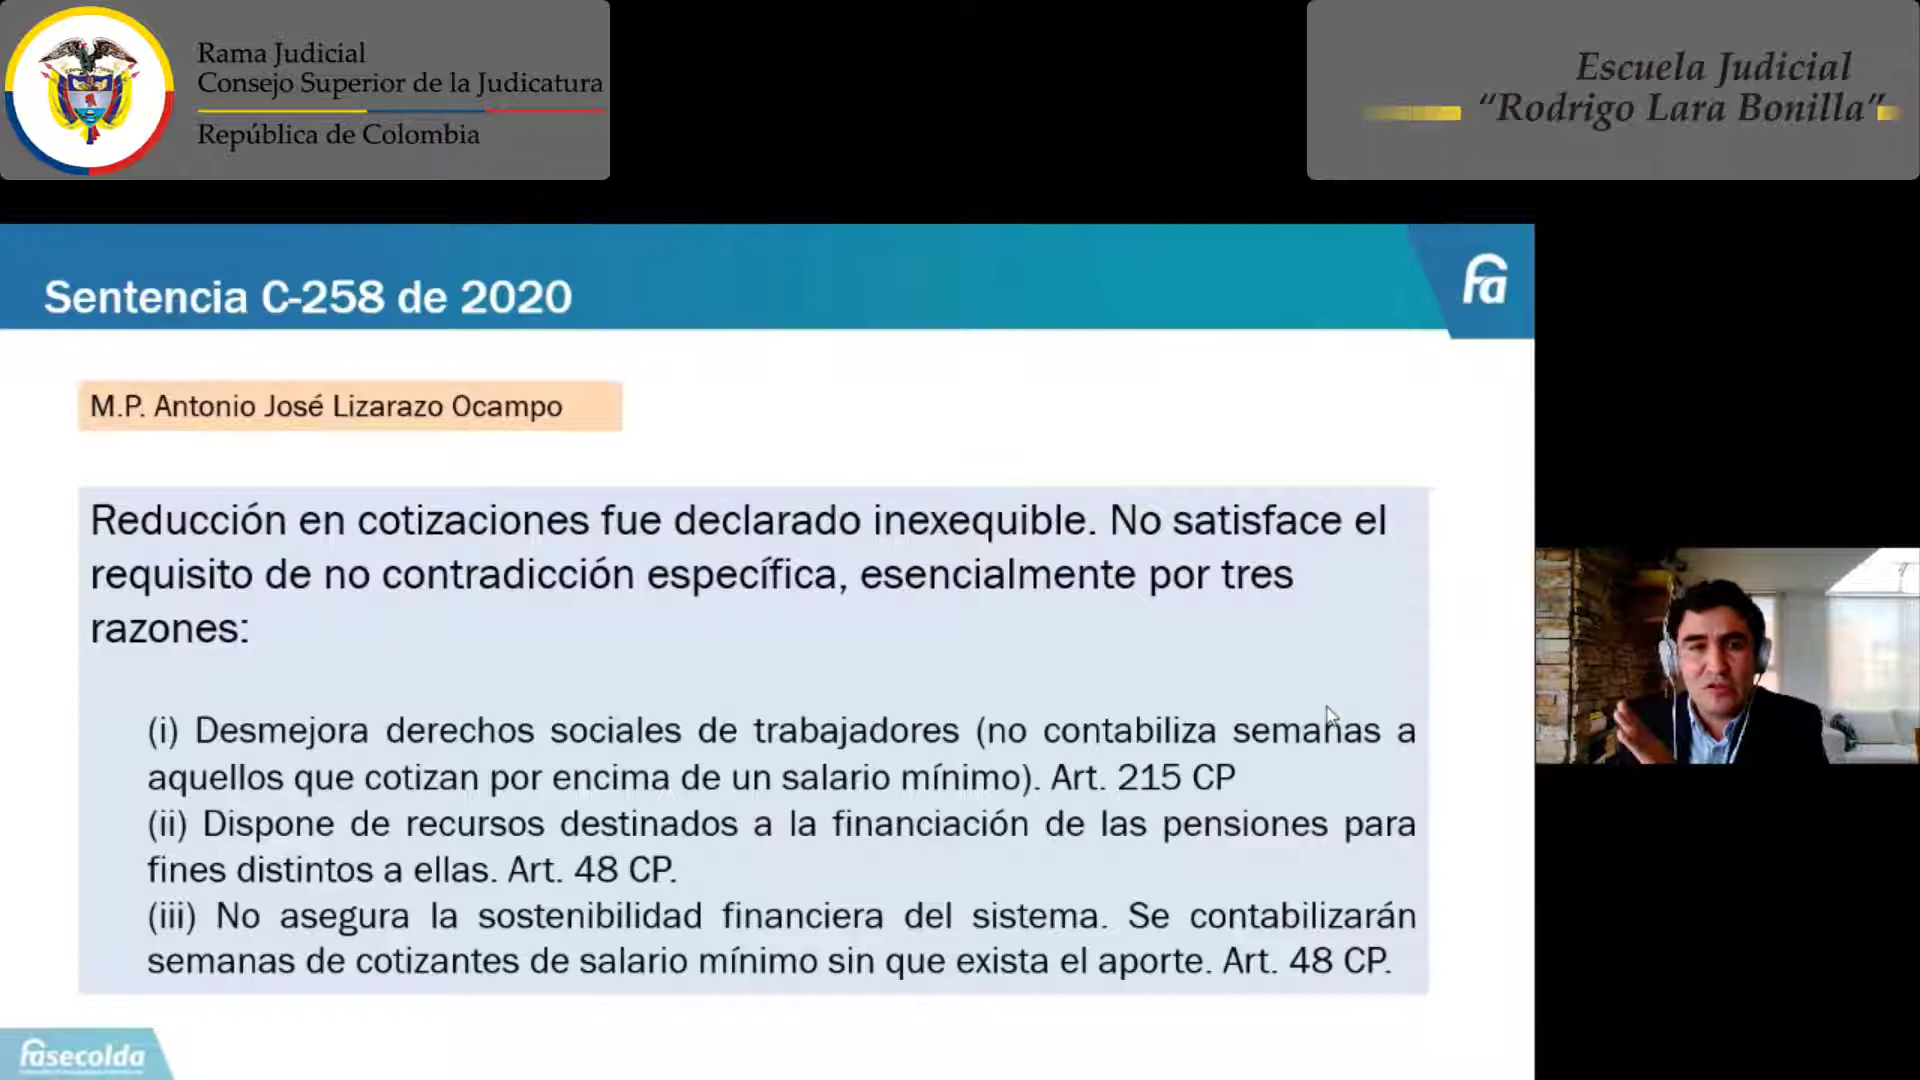 Rama Judicial
Consejo Superior de la Judicatura
República de Colombia
Escuela Judicial
“Rodrigo Lara Bonilla”
Sentencia C-258 de 2020
fa
M.P. Antonio José Lizarazo Ocampo
Reducción en cotizaciones fue declarado inexequible. No satisface el
requisito de no contradicción específica, esencialmente por tres
razones:
(i) Desmejora derechos sociales de trabajadores (no contabiliza semanas a
aquellos que cotizan por encima de un salario mínimo). Art. 215 CP
(ii) Dispone de recursos destinados a la financiación de las pensiones para
fines distintos a ellas. Art. 48 CP.
(iii) No asegura la sostenibilidad financiera del sistema. Se contabilizarán
semanas de cotizantes de salario mínimo sin que exista el aporte. Art. 48 CP.
fasecolda